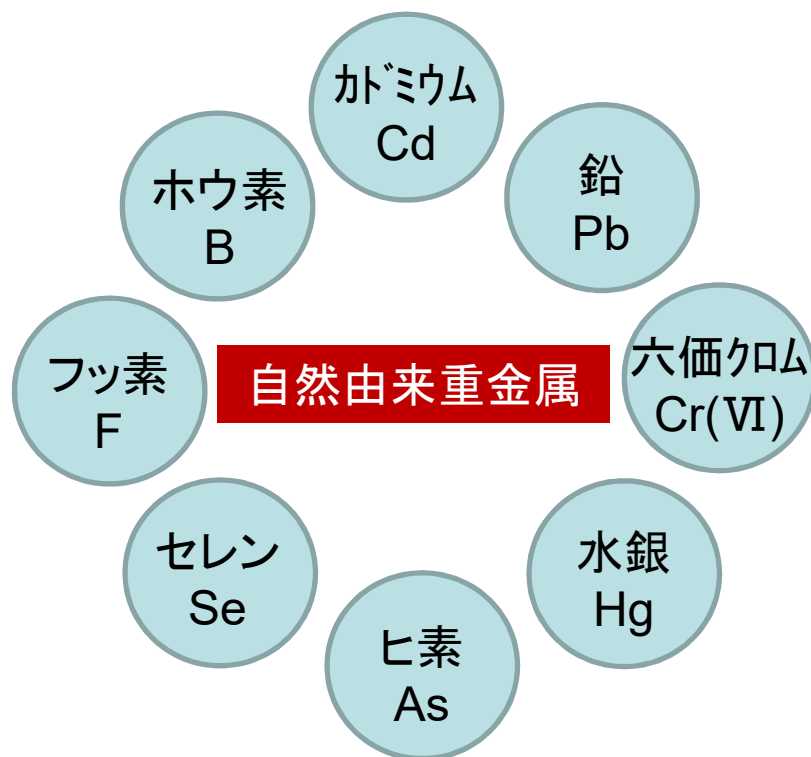 カドミウム
Cd
鉛
Pb
六価クロム
Cr(Ⅵ)
水銀
Hg
ヒ素
As
セレン
Se
フッ素
F
ホウ素
B
自然由来重金属